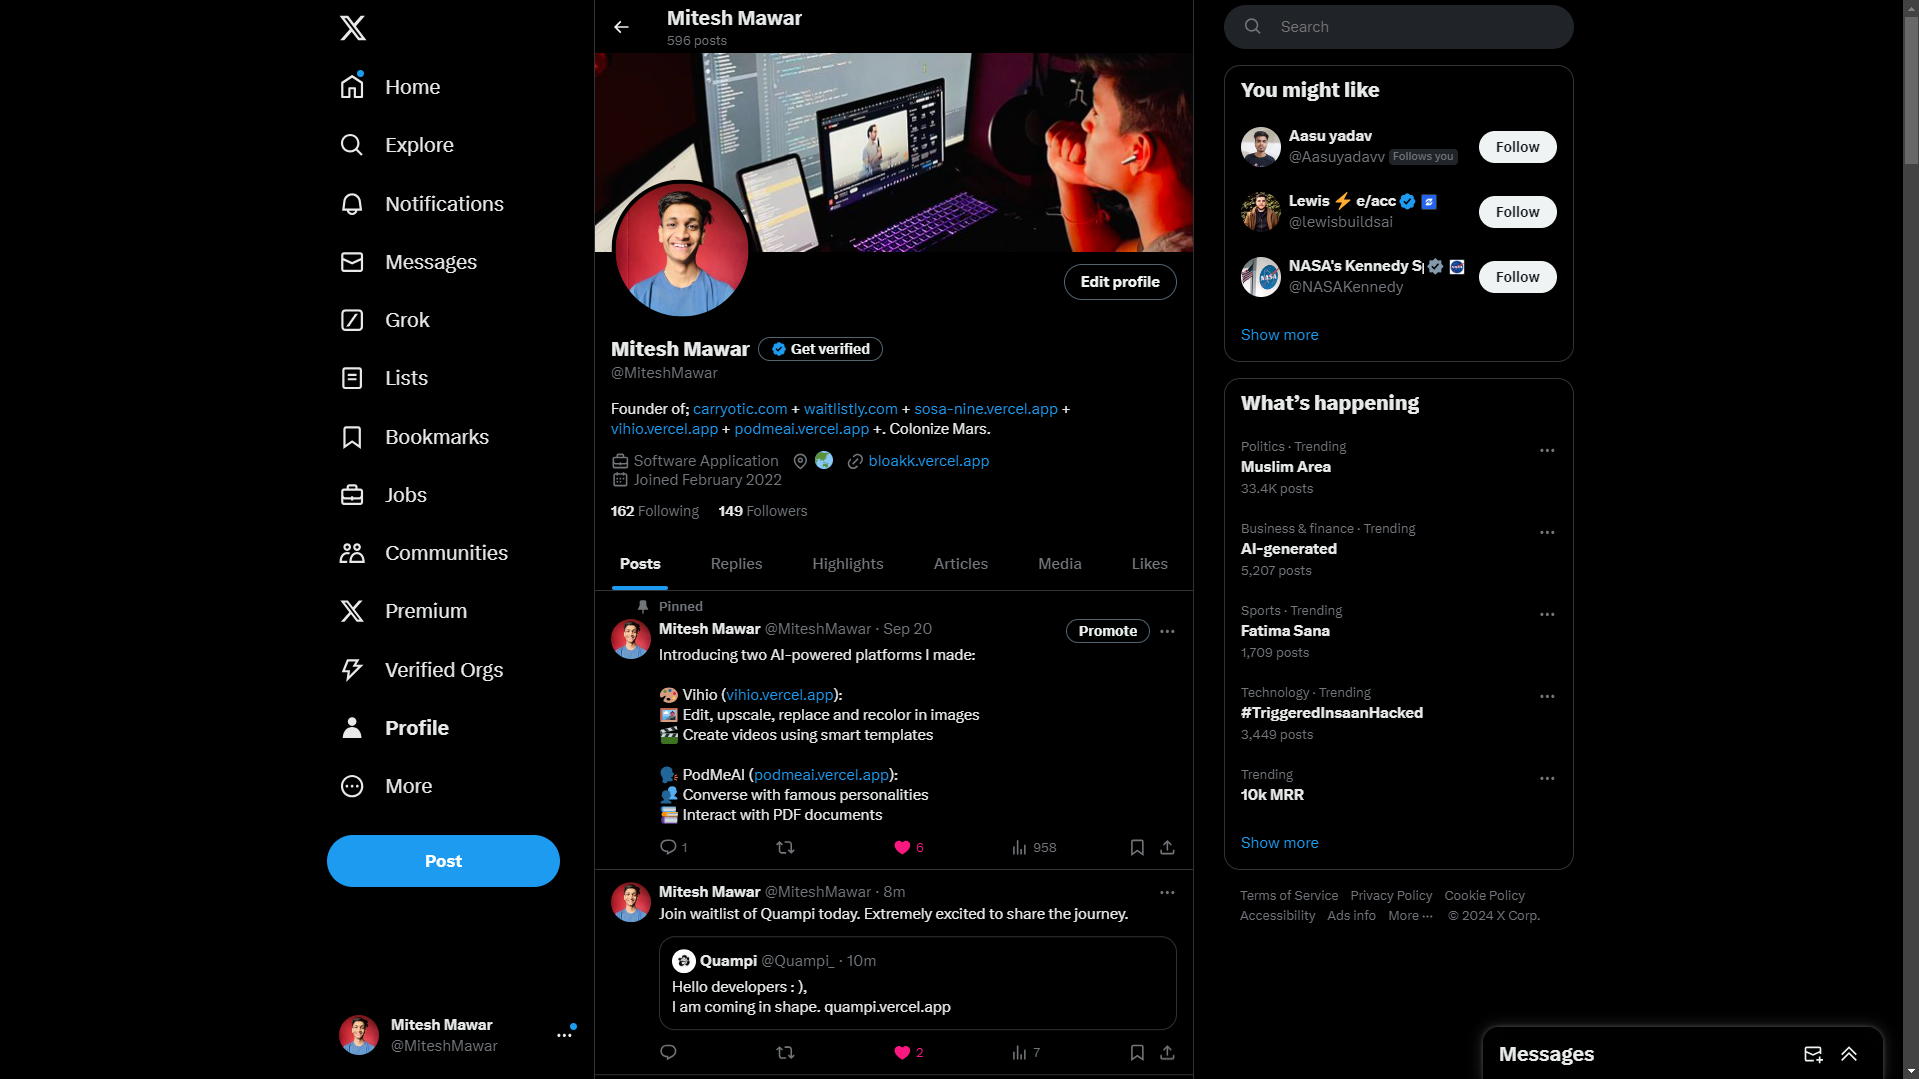 Home
Explore
Notifications
Messages
Grok
Lists
Bookmarks
Jobs
Communities
Premium
Verified Orgs
Profile
More
Post
Mitesh Mawar
@MiteshMawar
Mitesh Mawar
596 posts
Edit profile
Mitesh Mawar Get verified
@MiteshMawar
Founder of; carryotic.com + waitlistly.com + sosa-nine.vercel.app +
vihio.vercel.app + podmeai.vercel.app +. Colonize Mars.
Software Application bloakk.vercel.app
Joined February 2022
162 Following 149 Followers
Posts Replies Highlights Articles Media Likes
Pinned
Mitesh Mawar @MiteshMawar · Sep 20 Promote
Introducing two AI-powered platforms I made:
🎨 Vihio (vihio.vercel.app):
🖼️ Edit, upscale, replace and recolor in images
🎬 Create videos using smart templates
🗣️ PodMeAI (podmeai.vercel.app):
👥 Converse with famous personalities
📚 Interact with PDF documents
1 6 958
Mitesh Mawar @MiteshMawar · 8m
Join waitlist of Quampi today. Extremely excited to share the journey.
Quampi @Quampi_ · 10m
Hello developers : ),
I am coming in shape. quampi.vercel.app
2 7
Search
You might like
Aasu yadav
@Aasuyadavv Follows you
Follow
Lewis ⚡ e/acc
@lewisbuildsai
Follow
NASA's Kennedy Sp
@NASAKennedy
Follow
Show more
What's happening
Politics · Trending
Muslim Area
33.4K posts
Business & finance · Trending
AI-generated
5,207 posts
Sports · Trending
Fatima Sana
1,709 posts
Technology · Trending
#TriggeredInsaanHacked
3,449 posts
Trending
10k MRR
Show more
Terms of Service Privacy Policy Cookie Policy
Accessibility Ads info More ··· © 2024 X Corp.
Messages